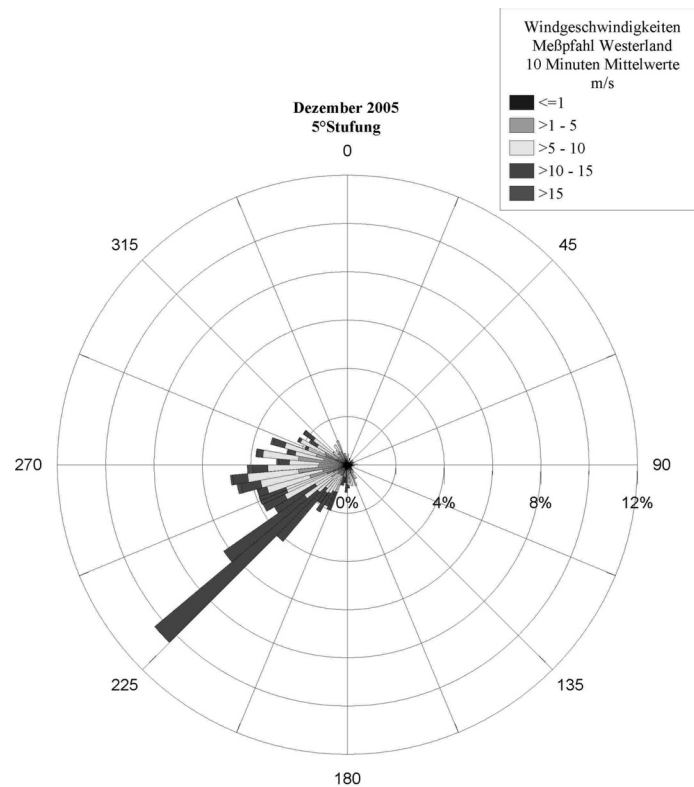 Windgeschwindigkeiten
Meßpfahl Westerland
10 Minuten Mittelwerte
m/s
<=1
>1 - 5
>5 - 10
>10 - 15
>15
Dezember 2005
5°Stufung
0
315
45
270
90
0%
4%
8%
12%
225
135
180